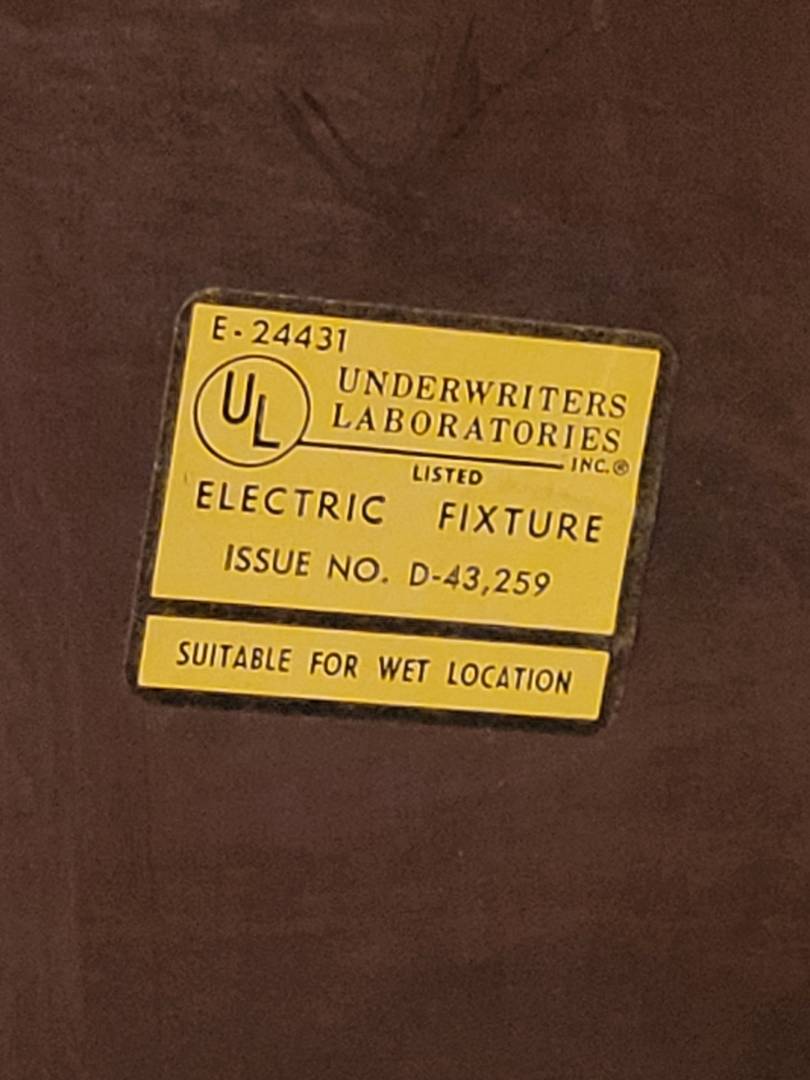 E-24431
UL
UNDERWRITERS
LABORATORIES
INC.®
LISTED
ELECTRIC FIXTURE
ISSUE NO. D-43,259
SUITABLE FOR WET LOCATION